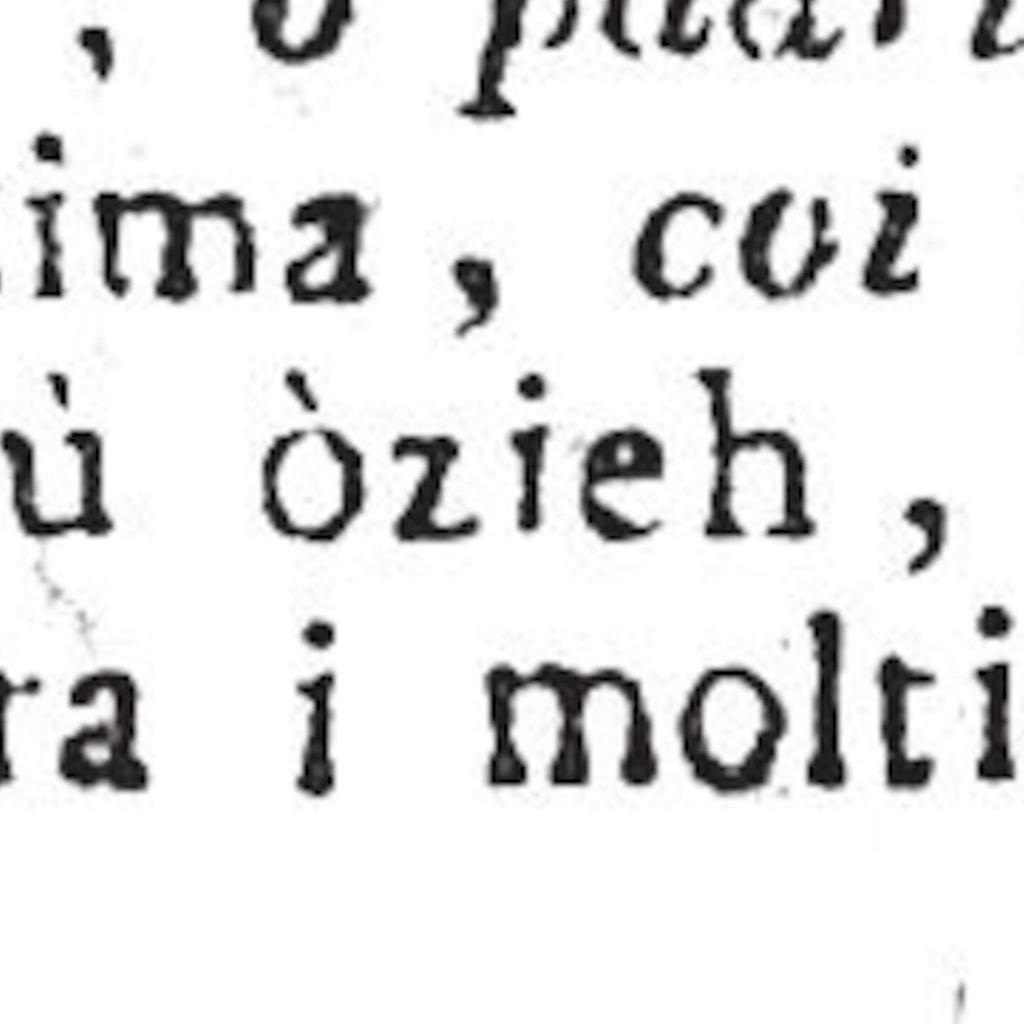 , o
ima, coi
ù òzieh,
ra i molti